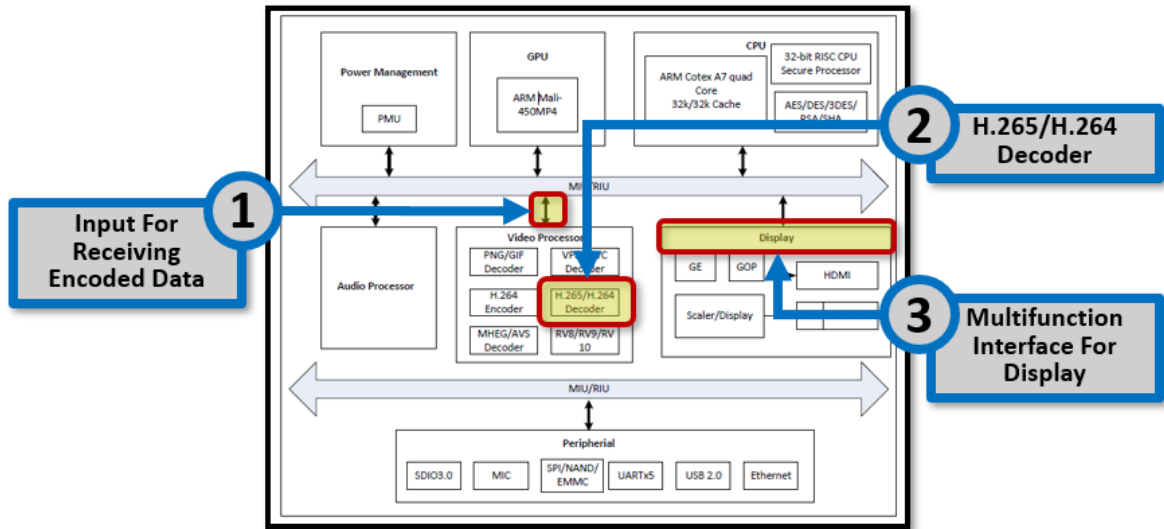 Power Management
PMU
GPU
ARM Mali-
450MP4
CPU
ARM Cotex A7 quad
Core
32k/32k Cache
32-bit RISC CPU
Secure Processor
AES/DES/3DES/
RSA/SHA
2
H.265/H.264
Decoder
MIU/RIU
1
Input For
Receiving
Encoded Data
Audio Processor
Video Processor
PNG/GIF
Decoder
Decoder
H.264
Encoder
H.265/H.264
Decoder
MHEG/AVS
Decoder
RV8/RV9/RV
10
Display
GE
GOP
HDMI
Scaler/Display
3
Multifunction
Interface For
Display
MIU/RIU
Peripherial
SDIO3.0
MIC
SPI/NAND/
EMMC
UARTx5
USB 2.0
Ethernet